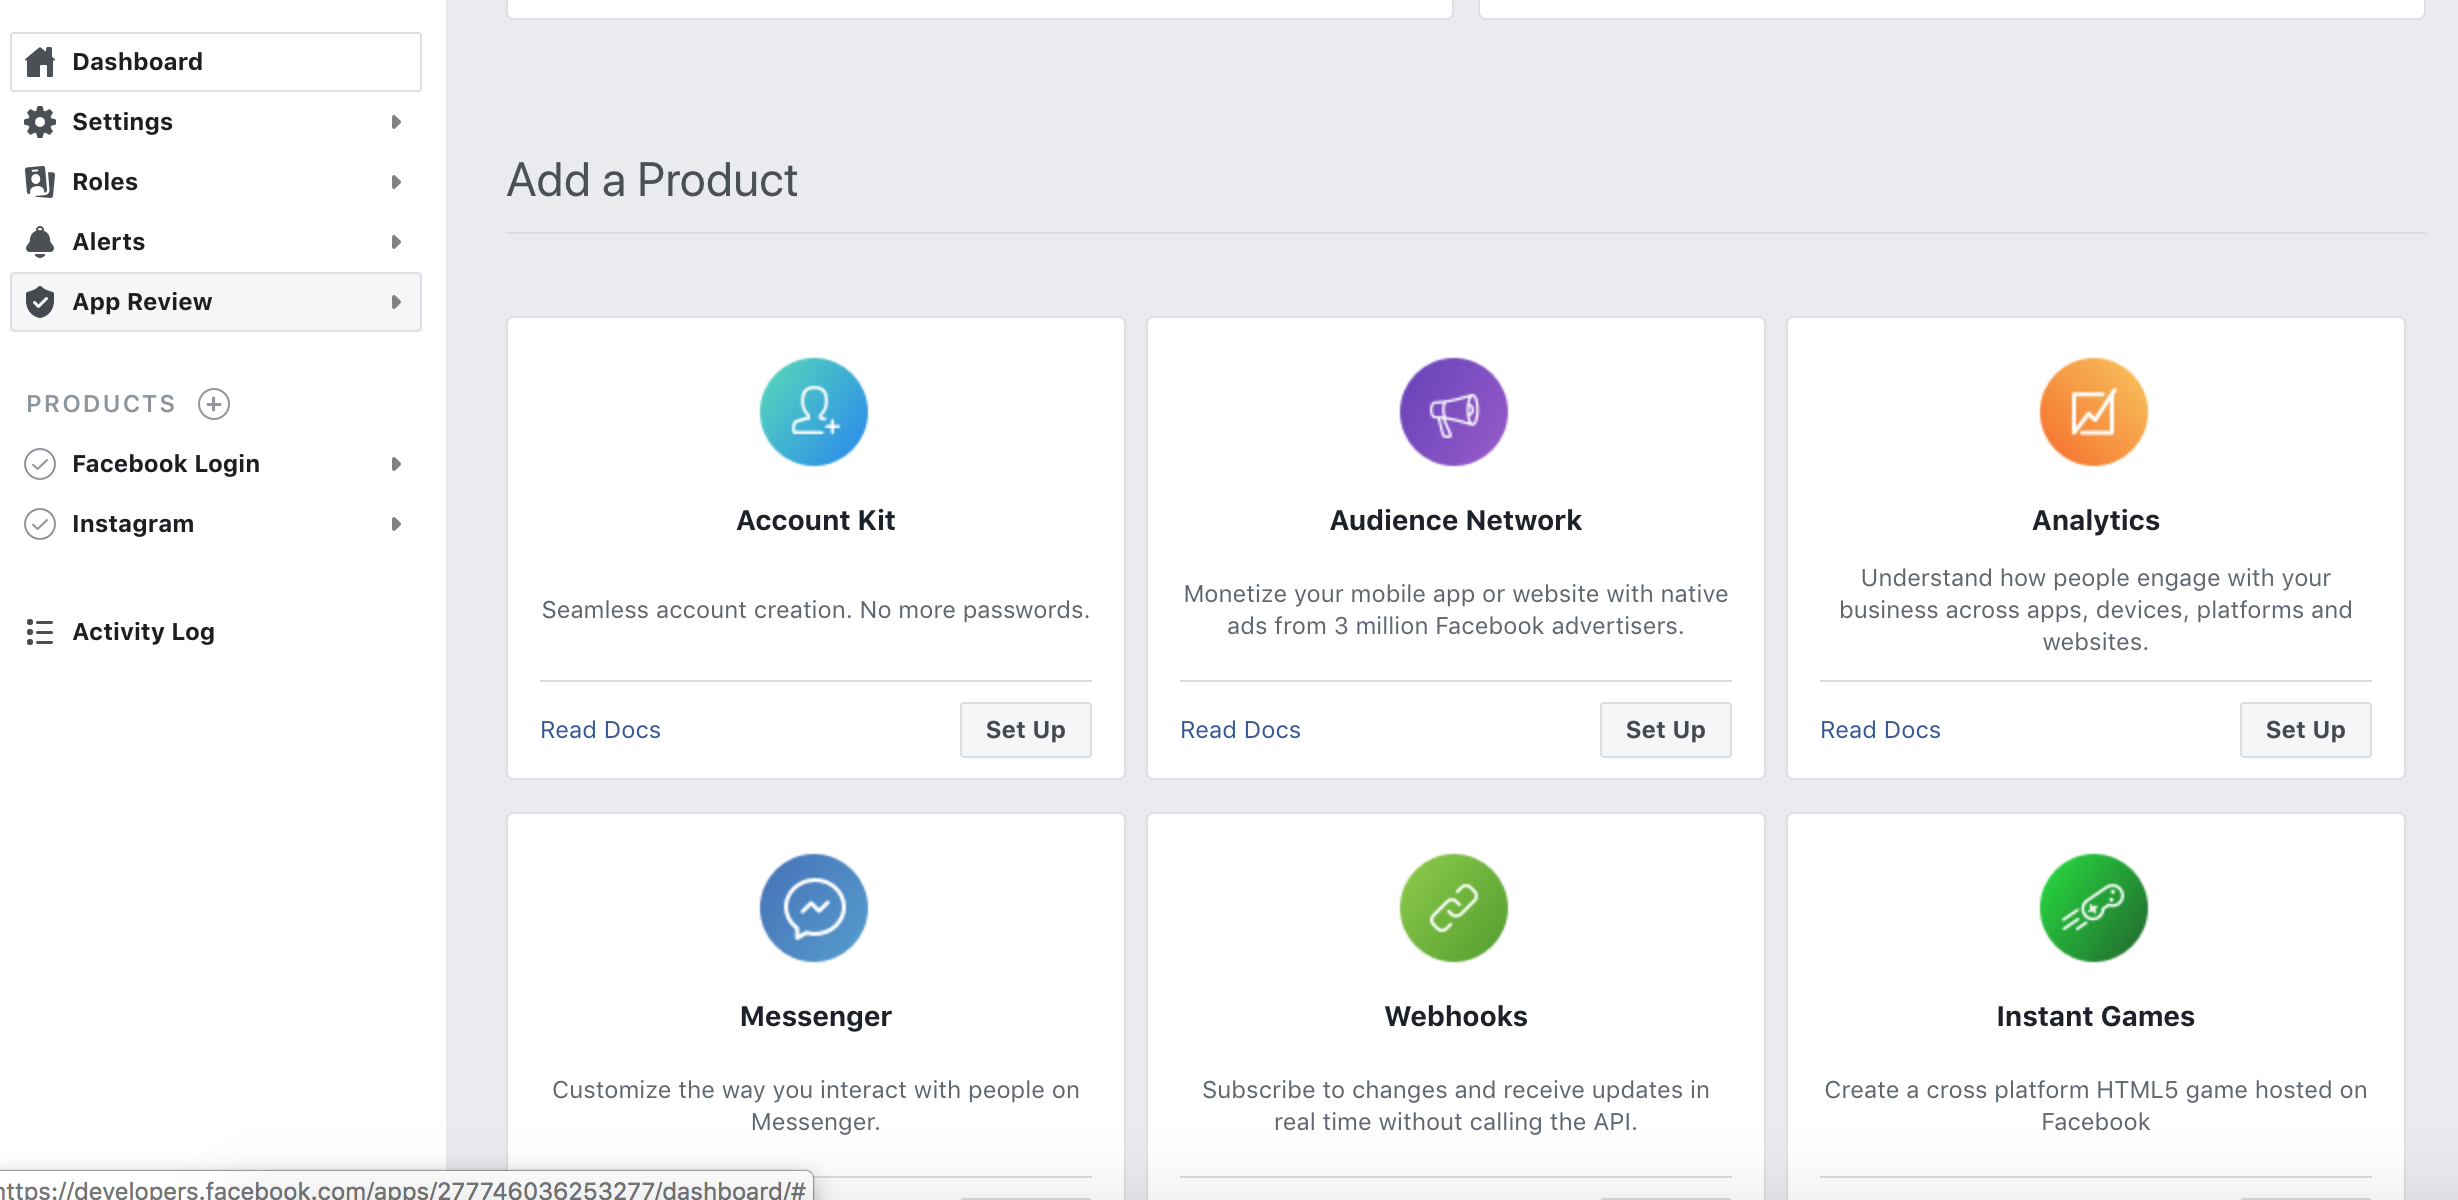 Dashboard
Settings
Roles
Alerts
App Review
PRODUCTS
Facebook Login
Instagram
Activity Log
Add a Product
Account Kit
Seamless account creation. No more passwords.
Read Docs
Set Up
Audience Network
Monetize your mobile app or website with native
ads from 3 million Facebook advertisers.
Read Docs
Set Up
Analytics
Understand how people engage with your
business across apps, devices, platforms and
websites.
Read Docs
Set Up
Messenger
Customize the way you interact with people on
Messenger.
Webhooks
Subscribe to changes and receive updates in
real time without calling the API.
Instant Games
Create a cross platform HTML5 game hosted on
Facebook
https://developers.facebook.com/apps/277746036253277/dashboard/#